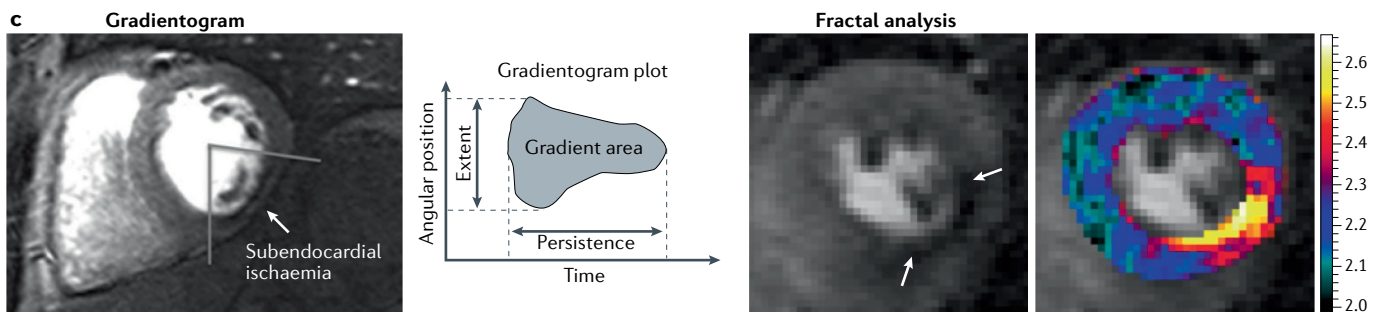 c
Gradientogram
Subendocardial
ischaemia
Gradientogram plot
Angular position
Extent
Gradient area
Persistence
Time
Fractal analysis
2.6
2.5
2.4
2.3
2.2
2.1
2.0